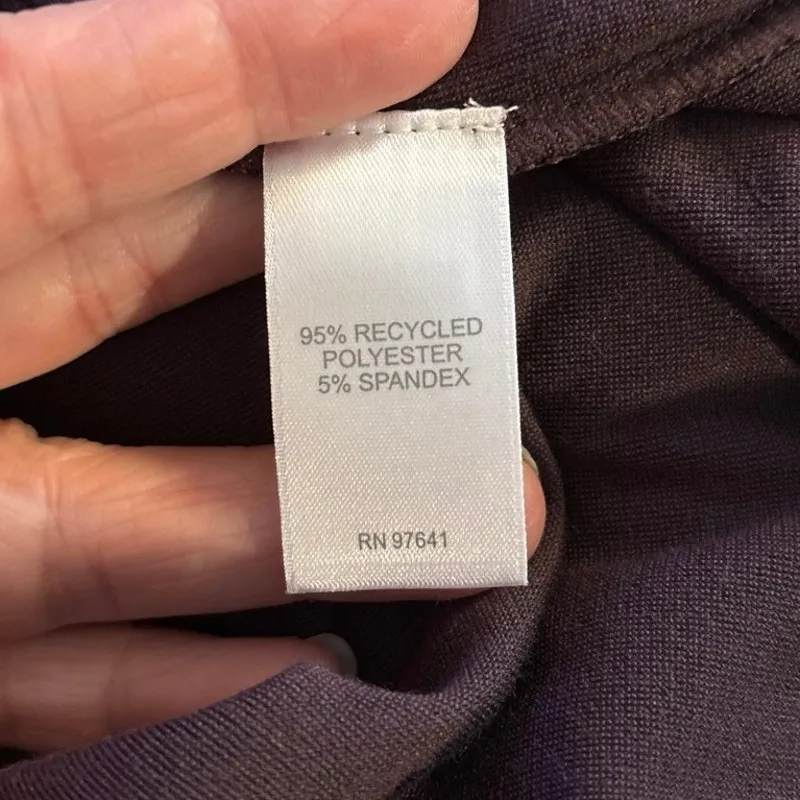 95% RECYCLED
POLYESTER
5% SPANDEX
RN 97641